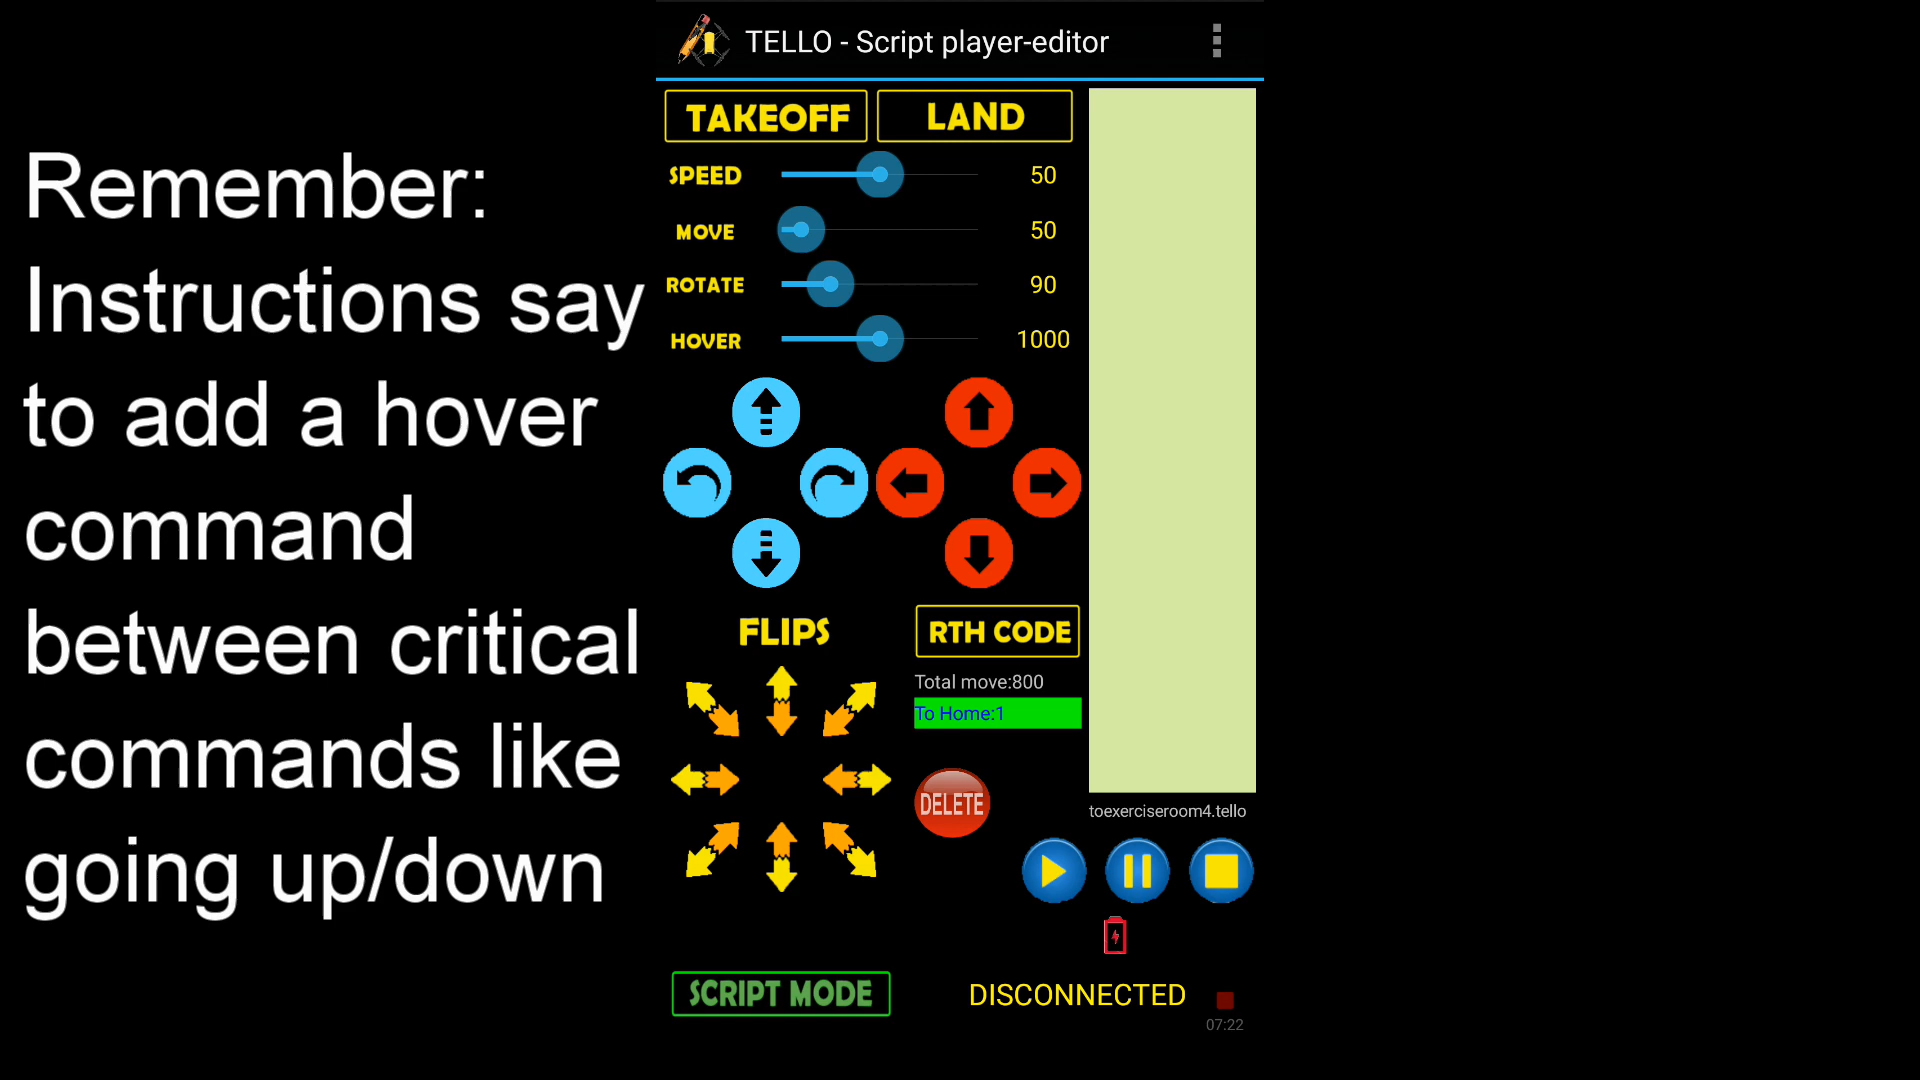 Remember:
Instructions say
to add a hover
command
between critical
commands like
going up/down
TELLO - Script player-editor
TAKEOFF
LAND
SPEED
50
MOVE
50
ROTATE
90
HOVER
1000
FLIPS
RTH CODE
Total move:800
To Home:1
DELETE
toexerciseroom4.tello
SCRIPT MODE
DISCONNECTED
07:22